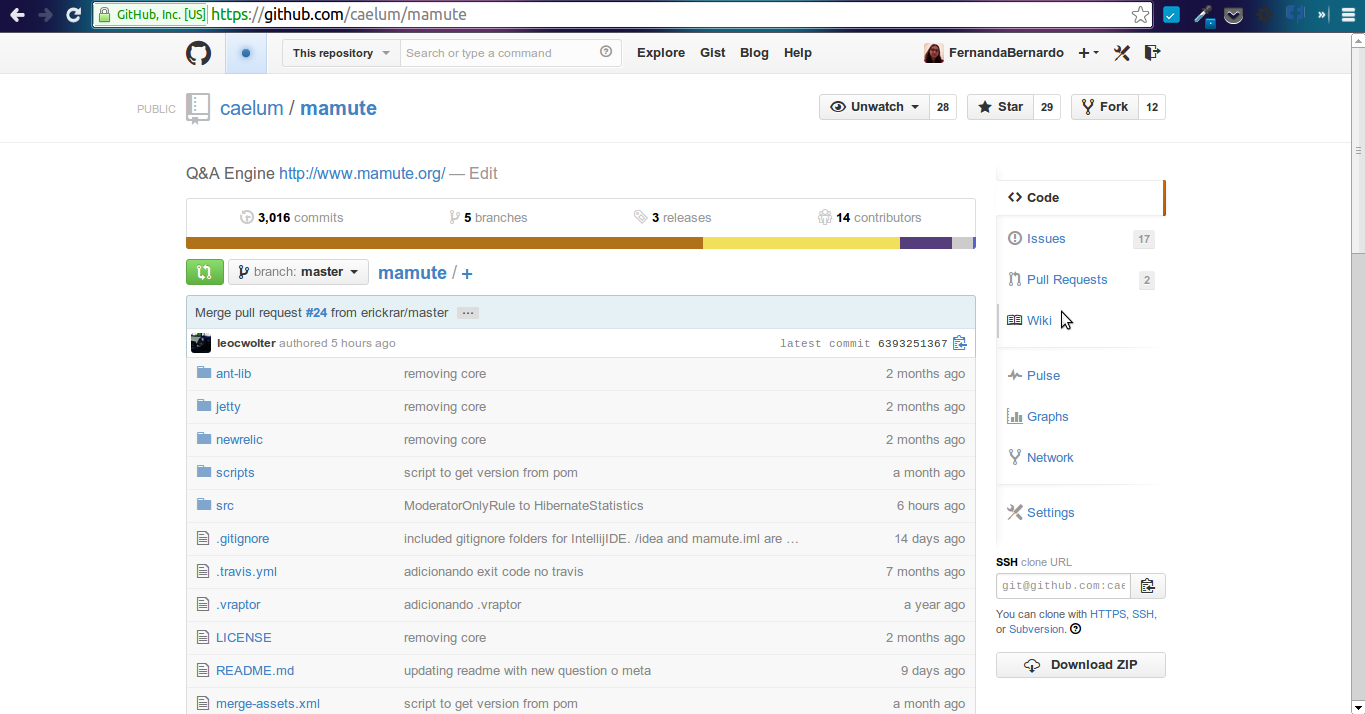 GitHub, Inc. [US] https://github.com/caelum/mamute
This repository Search or type a command Explore Gist Blog Help FernandaBernardo
PUBLIC caelum / mamute Unwatch 28 Star 29 Fork 12
Q&A Engine http://www.mamute.org/ — Edit
3,016 commits 5 branches 3 releases 14 contributors
branch: master mamute / +
Merge pull request #24 from erickrar/master ...
leocwolter authored 5 hours ago latest commit 6393251367
ant-lib removing core 2 months ago
jetty removing core 2 months ago
newrelic removing core 2 months ago
scripts script to get version from pom a month ago
src ModeratorOnlyRule to HibernateStatistics 6 hours ago
.gitignore included gitignore folders for IntellijIDE. /idea and mamute.iml are … 14 days ago
.travis.yml adicionando exit code no travis 7 months ago
.vraptor adicionando .vraptor a year ago
LICENSE removing core 2 months ago
README.md updating readme with new question o meta 9 days ago
merge-assets.xml script to get version from pom a month ago
Code
Issues 17
Pull Requests 2
Wiki
Pulse
Graphs
Network
Settings
SSH clone URL
git@github.com:cae
You can clone with HTTPS, SSH,
or Subversion.
Download ZIP